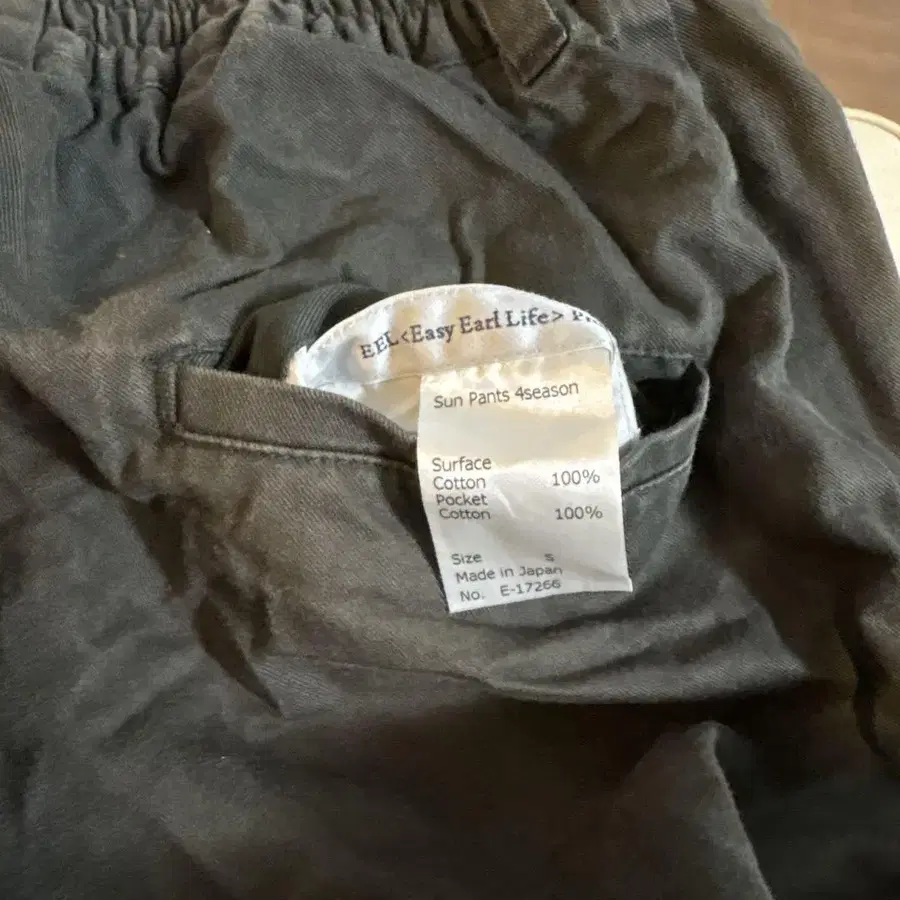 EEL<Easy Earl Life>
Sun Pants 4season
Surface
Cotton 100%
Pocket
Cotton 100%
Size S
Made in Japan
No. E-17266